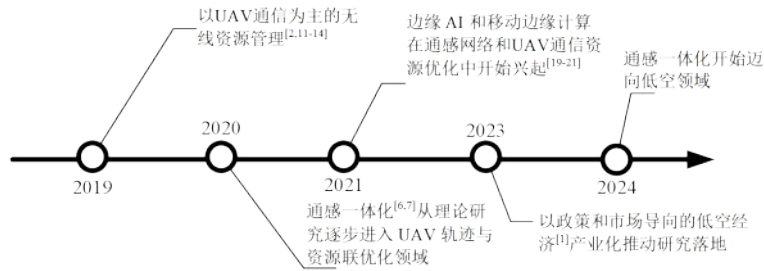 以UAV通信为主的无
线资源管理[2,11-14]
边缘 AI 和移动边缘计算
在通感网络和UAV通信资
源优化中开始兴起[19-21]
通感一体化开始迈
向低空领域
2020
2023
2019
2021
2024
通感一体化[6,7]从理论研
究逐步进入 UAV 轨迹与
资源联优化领域
以政策和市场导向的低空经
济[1]产业化推动研究落地